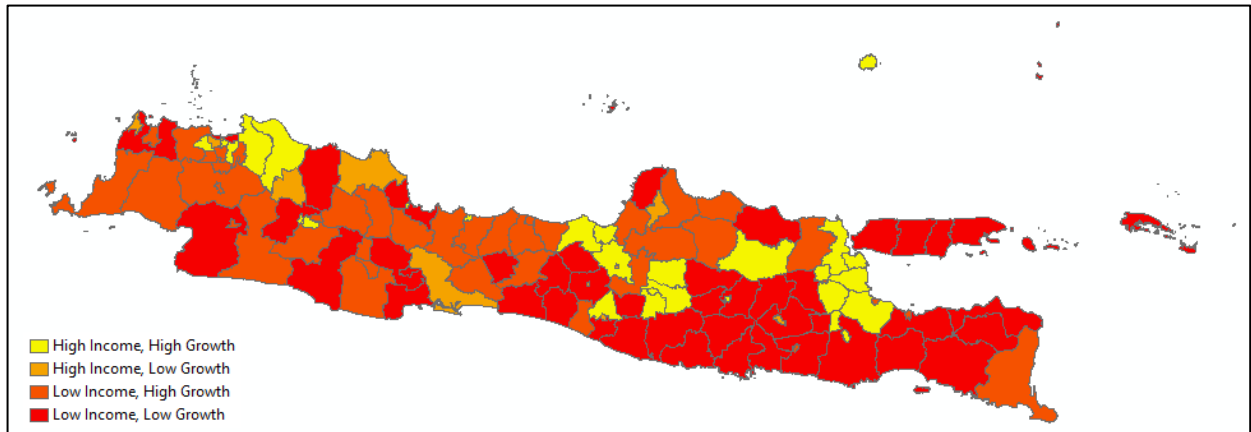 High Income, High Growth
High Income, Low Growth
Low Income, High Growth
Low Income, Low Growth